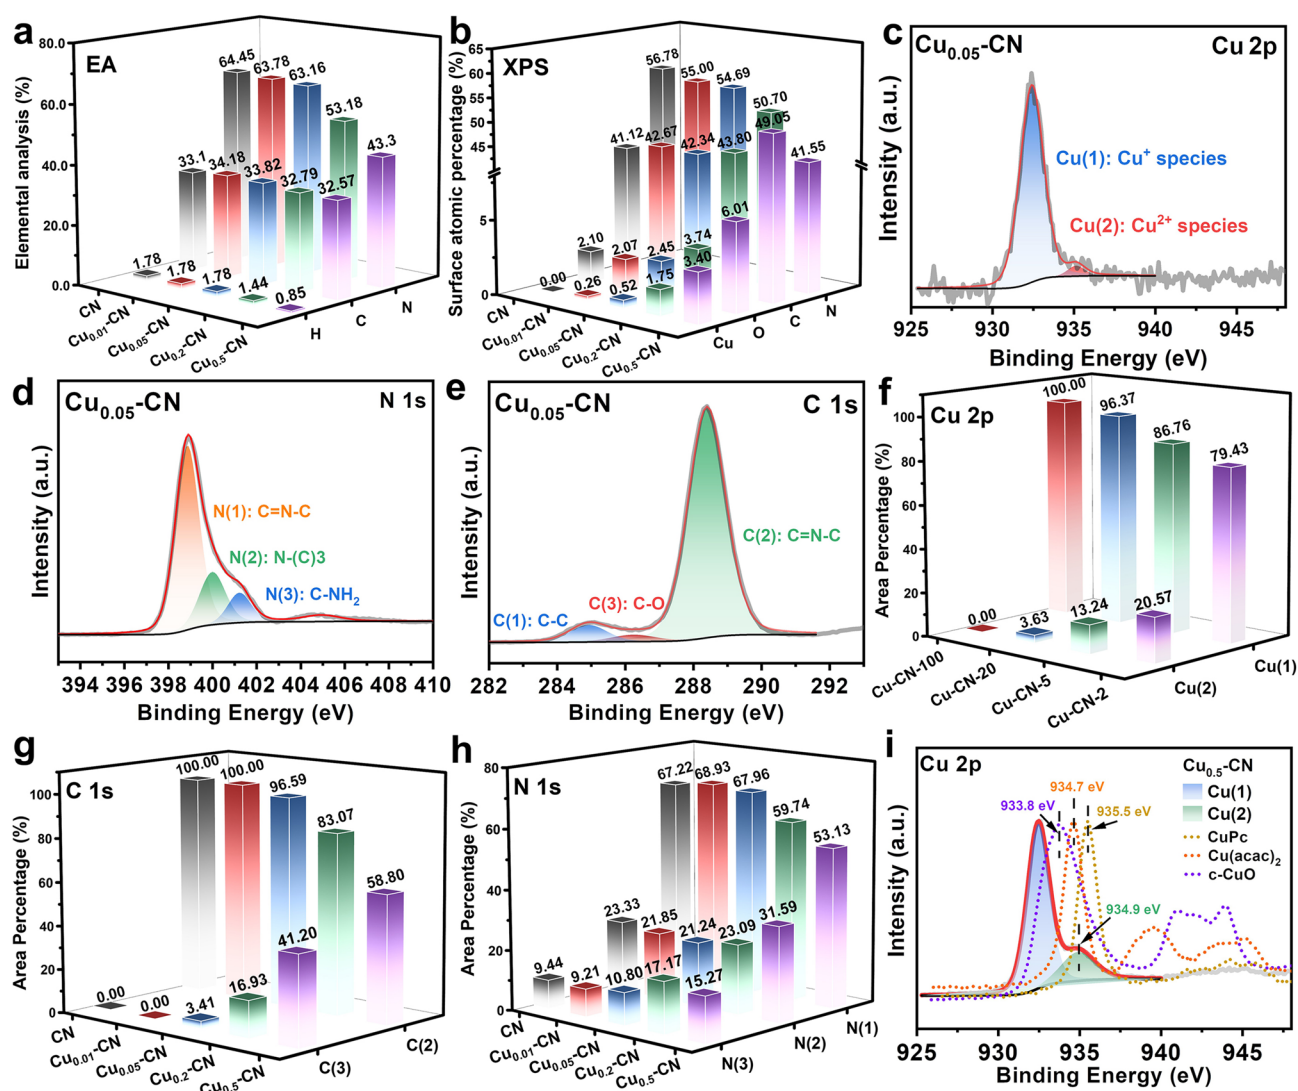 a
EA
Elemental analysis (%)
80.0
60.0
40.0
20.0
0.0
64.45
63.78
63.16
53.18
43.3
33.1
34.18
33.82
32.79
32.57
1.78
1.78
1.78
1.44
0.85
CN
Cu0.01-CN
Cu0.05-CN
Cu0.2-CN
Cu0.5-CN
H
C
N
b
XPS
Surface atomic percentage (%)
65
60
55
50
45
5
0
56.78
55.00
54.69
50.70
41.55
41.12
42.67
42.34
43.80
49.05
2.10
2.07
2.45
3.74
6.01
0.00
0.26
0.52
1.75
3.40
CN
Cu0.01-CN
Cu0.05-CN
Cu0.2-CN
Cu0.5-CN
Cu
O
C
N
c
Cu0.05-CN
Cu 2p
Intensity (a.u.)
Cu(1): Cu+ species
Cu(2): Cu2+ species
925 930 935 940 945
Binding Energy (eV)
d
Cu0.05-CN
N 1s
Intensity (a.u.)
N(1): C=N-C
N(2): N-(C)3
N(3): C-NH2
394 396 398 400 402 404 406 408 410
Binding Energy (eV)
e
Cu0.05-CN
C 1s
Intensity (a.u.)
C(2): C=N-C
C(3): C-O
C(1): C-C
282 284 286 288 290 292
Binding Energy (eV)
f
Cu 2p
Area Percentage (%)
100
80
60
40
20
0
100.00
96.37
86.76
79.43
0.00
3.63
13.24
20.57
Cu-CN-100
Cu-CN-20
Cu-CN-5
Cu-CN-2
Cu(2)
Cu(1)
g
C 1s
Area Percentage (%)
100
80
60
40
20
0
100.00
100.00
96.59
83.07
58.80
0.00
0.00
3.41
16.93
41.20
CN
Cu0.01-CN
Cu0.05-CN
Cu0.2-CN
Cu0.5-CN
C(3)
C(2)
h
N 1s
Area Percentage (%)
80
60
40
20
0
67.22
68.93
67.96
59.74
53.13
23.33
21.85
21.24
23.09
31.59
9.44
9.21
10.80
17.17
15.27
CN
Cu0.01-CN
Cu0.05-CN
Cu0.2-CN
Cu0.5-CN
N(3)
N(2)
N(1)
i
Cu 2p
Intensity (a.u.)
Cu0.5-CN
Cu(1)
Cu(2)
CuPc
Cu(acac)2
c-CuO
934.7 eV
933.8 eV
935.5 eV
934.9 eV
925 930 935 940 945
Binding Energy (eV)